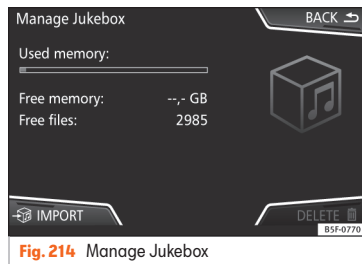 Manage Jukebox
BACK
Used memory:
Free memory: --,- GB
Free files: 2985
IMPORT
DELETE
B5F-0770
Fig. 214 Manage Jukebox